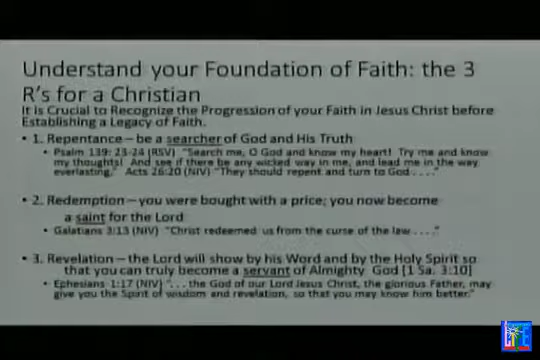 Understand your Foundation of Faith: the 3
R's for a Christian
It is Crucial to Recognize the Progression of your Faith in Jesus Christ before
Establishing a Legacy of Faith.
• 1. Repentance – be a searcher of God and His Truth
• Psalm 139: 23-24 (RSV) "Search me, O God and know my heart! Try me and know
my thoughts! And see if there be any wicked way in me, and lead me in the way
everlasting." Acts 26:20 (NIV) "They should repent and turn to God . . . ."
• 2. Redemption – you were bought with a price; you now become
a saint for the Lord
• Galatians 3:13 (NIV) "Christ redeemed us from the curse of the law . . . ."
• 3. Revelation – the Lord will show by his Word and by the Holy Spirit so
that you can truly become a servant of Almighty God [1 Sa. 3:10]
• Ephesians 1:17 (NIV) ". . . the God of our Lord Jesus Christ, the glorious Father, may
give you the Spirit of wisdom and revelation, so that you may know him better."